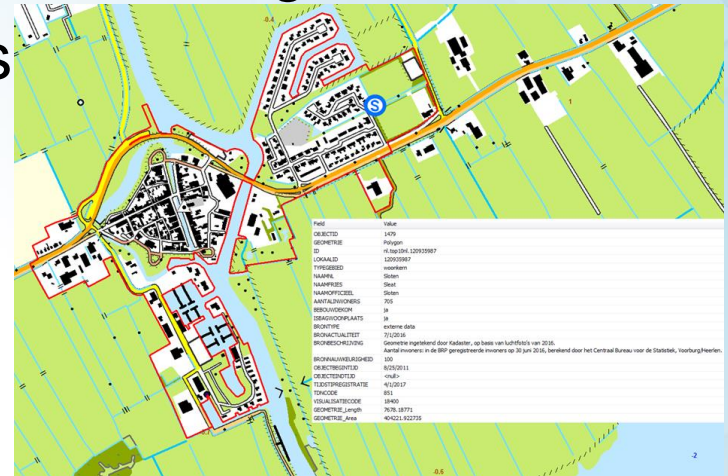 s
-0.4
S
1
Field Value
OBJECTID 1479
GEOMETRIE Polygon
ID nl.top10nl.120935987
LOKAALID 120935987
TYPEGEBIED woonkern
NAAMNL Sloten
NAAMFRIES Sleat
NAAMOFFICIEEL Sloten
AANTALINWONERS 705
BEBOUWDEKOM ja
ISBAGWOONPLAATS ja
BRONTYPE externe data
BRONACTUALITEIT 7/1/2016
BRONBESCHRIJVING Geometrie ingetekend door Kadaster, op basis van luchtfoto's van 2016.
Aantal inwoners: in de BRP geregistreerde inwoners op 30 juni 2016, berekend door het Centraal Bureau voor de Statistiek, Voorburg/Heerlen.
BRONNAUWKEURIGHEID 100
OBJECTBEGINTIJD 8/25/2011
OBJECTEINDTIJD <null>
TIJDSTIPREGISTRATIE 4/1/2017
TDNCODE 851
VISUALISATIECODE 18400
GEOMETRIE_Length 7678.18771
GEOMETRIE_Area 404221.922735
-2
-0.6